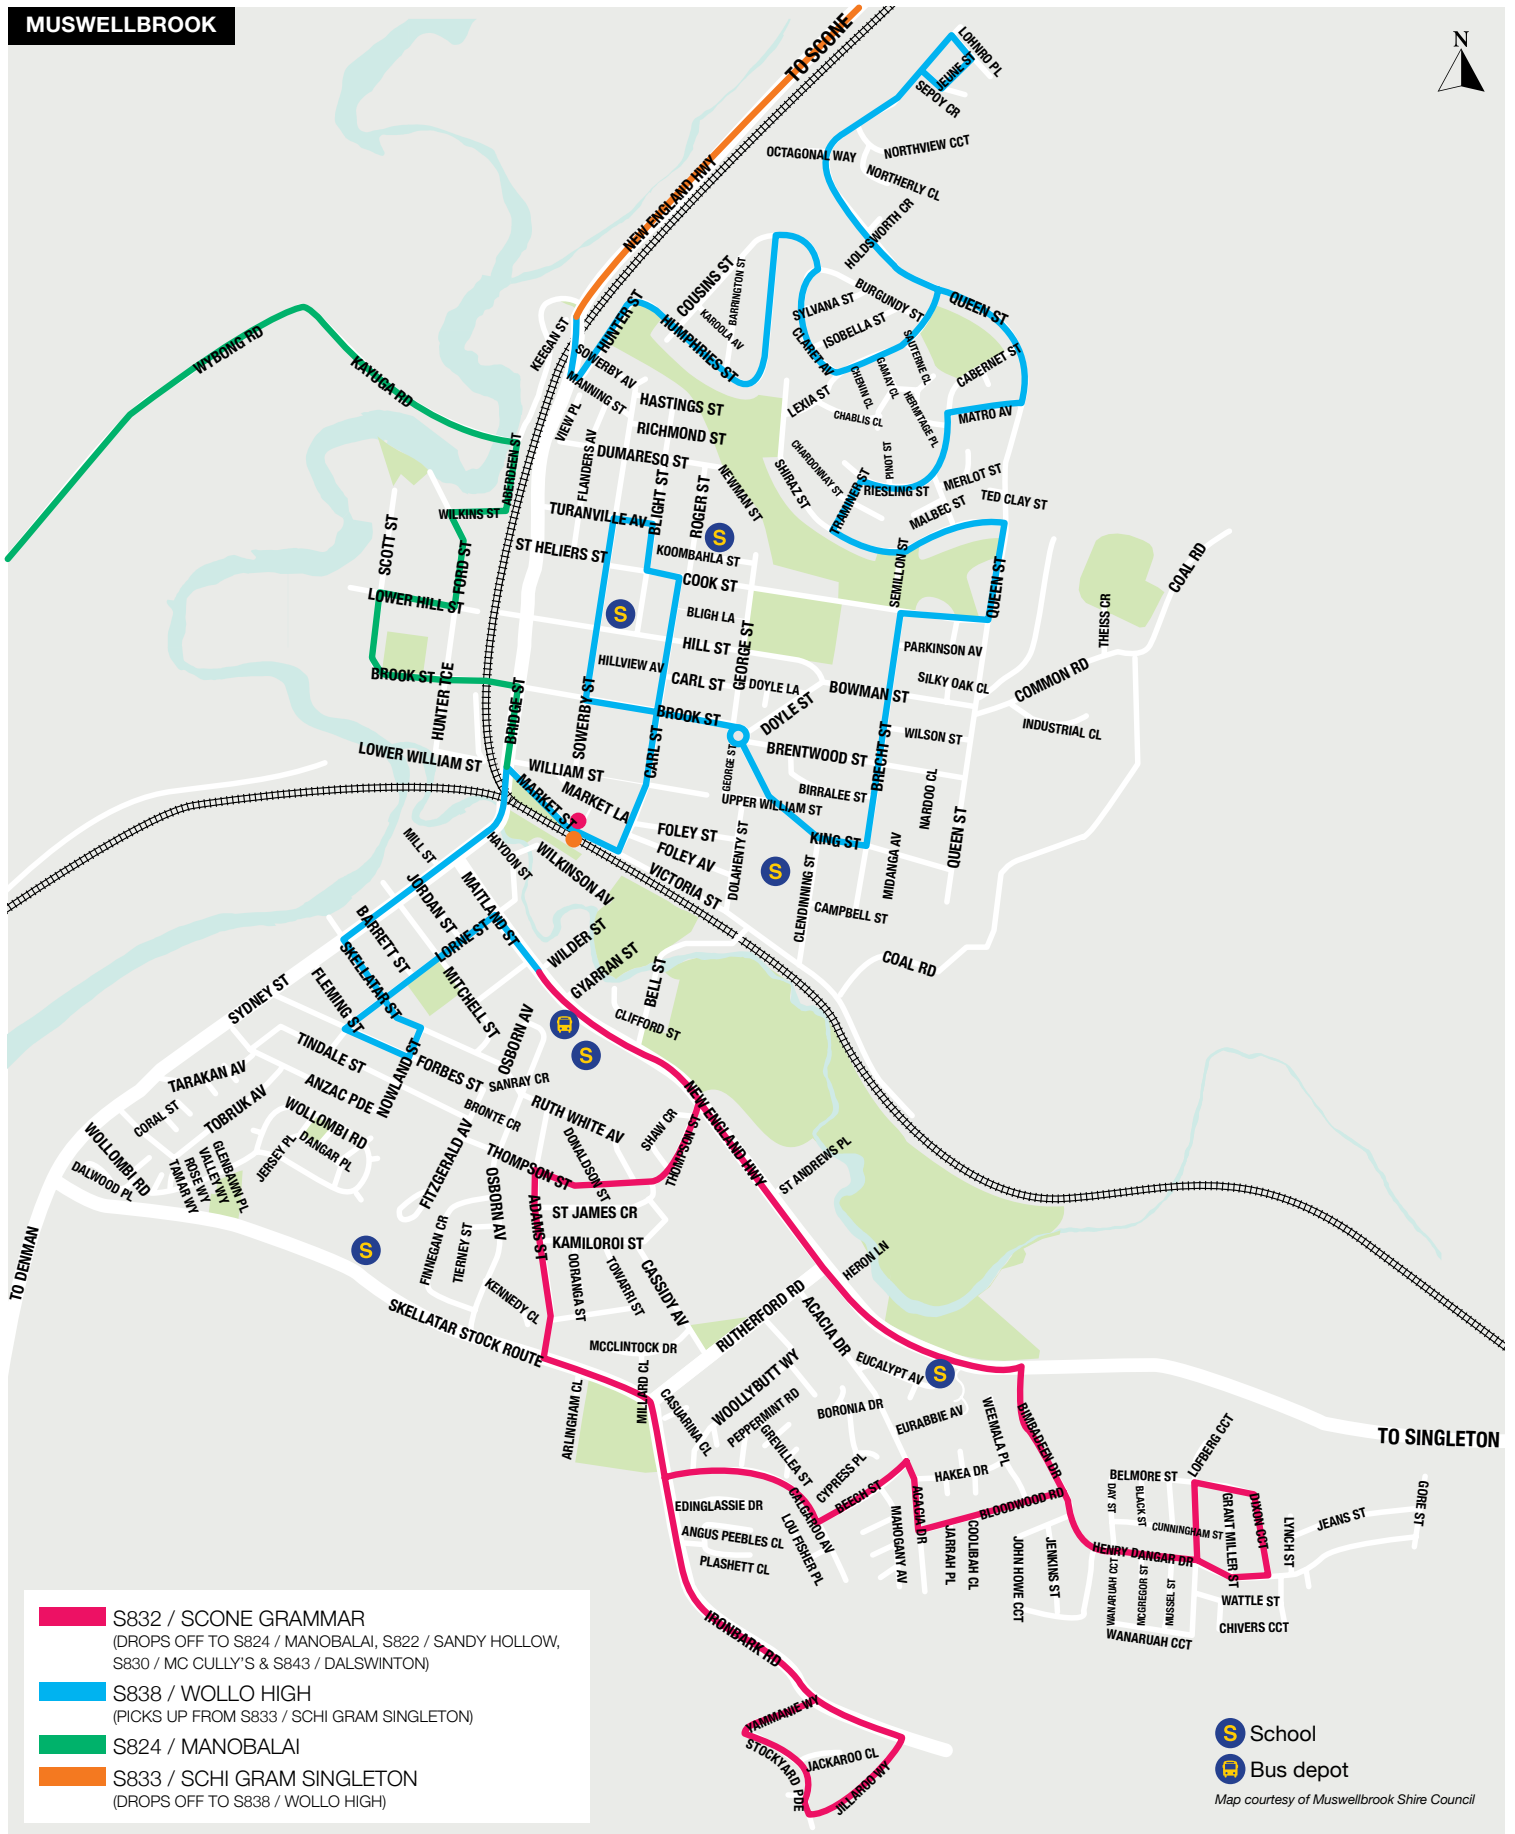 MUSWELLBROOK
N
TO SCONE
LOHNRO PL
JEUNE ST
SEPOY CR
NEW ENGLAND HWY
OCTAGONAL WAY
NORTHVIEW CCT
NORTHERLY CL
HOLDSWORTH CR
COUSINS ST
BARRINGTON ST
KAROOLA AV
HUNTER ST
HUMPHRIES ST
BURGUNDY ST
SYLVANA ST
ISOBELLA ST
QUEEN ST
CLARET AV
SAUTERNE CL
CABERNET ST
GAMAY CL
CHENIN CL
HERMITAGE PL
LEXIA ST
CHABLIS CL
MATRO AV
WYBONG RD
KAYUGA RD
KEEGAN ST
SOWERBY AV
MANNING ST
VIEW PL
HASTINGS ST
RICHMOND ST
DUMARESQ ST
FLANDERS AV
ABERDEEN ST
WILKINS ST
SCOTT ST
FORD ST
LOWER HILL ST
BROOK ST
HUNTER TCE
BRIDGE ST
TURANVILLE AV
BLIGHT ST
ROGER ST
NEWMAN ST
S
ST HELIERS ST
KOOMBAHLA ST
COOK ST
BLIGH LA
S
HILL ST
GEORGE ST
HILLVIEW AV
CARL ST
DOYLE LA
SOWERBY ST
BROOK ST
DOYLE ST
CARL ST
GEORGE ST
CHARDONNAY ST
SHIRAZ ST
PINOT ST
TRAMINER ST
RIESLING ST
MERLOT ST
MALBEC ST
TED CLAY ST
SEMILLON ST
QUEEN ST
COAL RD
THEISS CR
PARKINSON AV
SILKY OAK CL
COMMON RD
BOWMAN ST
INDUSTRIAL CL
WILSON ST
BRENTWOOD ST
BRECHT ST
BIRRALEE ST
UPPER WILLIAM ST
NARDOO CL
QUEEN ST
KING ST
MIDANGA AV
CAMPBELL ST
CLENDINNING ST
S
DOLAHENTY ST
COAL RD
LOWER WILLIAM ST
WILLIAM ST
MARKET LA
MARKET ST
FOLEY ST
FOLEY AV
VICTORIA ST
MILL ST
HAYDON ST
WILKINSON AV
JORDAN ST
MAITLAND ST
BARRETT ST
LORNE ST
WILDER ST
GYARRAN ST
SKELLATAR ST
MITCHELL ST
FLEMING ST
BELL ST
CLIFFORD ST
SYDNEY ST
OSBORN AV
S
TINDALE ST
NOWLAND ST
FORBES ST
SANRAY CR
TARAKAN AV
ANZAC PDE
BRONTE CR
RUTH WHITE AV
CORAL ST
TOBRUK AV
WOLLOMBI RD
DANGAR PL
JERSEY PL
WOLLOMBI RD
DALWOOD PL
GLENBAWN PL
VALLEY WY
ROSE WY
TAMAR WY
FITZGERALD AV
THOMPSON ST
DONALDSON ST
SHAW CR
THOMPSON ST
NEW ENGLAND HWY
ST ANDREWS PL
OSBORN AV
ADAMS ST
ST JAMES CR
KAMILOROI ST
S
FINNEGAN CR
TIERNEY ST
KENNEDY CL
OORANGA ST
TOWARRI ST
CASSIDY AV
HERON LN
TO DENMAN
SKELLATAR STOCK ROUTE
MCCLINTOCK DR
RUTHERFORD RD
ACACIA DR
EUCALYPT AV
S
MILLARD CL
ARLINGHAM CL
CASUARINA CL
WOOLLYBUTT WY
PEPPERMINT RD
GREVILLEA ST
BORONIA DR
EURABBIE AV
WEEMALA PL
BIMBADEEN DR
TO SINGLETON
CYPRESS PL
BEECH ST
CALGAROO AV
HAKEA DR
BLOODWOOD RD
BELMORE ST
LOFBERG CCT
EDINGLASSIE DR
ANGUS PEEBLES CL
PLASHETT CL
LOU FISHER PL
MAHOGANY AV
ACACIA DR
JARRAH PL
COOLIBAH CL
JOHN HOWE CCT
JENKINS ST
DAY ST
BLACK ST
CUNNINGHAM ST
GRANT MILLER ST
DIXON CCT
LYNCH ST
JEANS ST
GORE ST
HENRY DANGAR DR
WANARUAH CCT
MCGREGOR ST
MUSSEL ST
WATTLE ST
CHIVERS CCT
WANARUAH CCT
IRONBARK RD
YAMMANIE WY
STOCKYARD PDE
JACKAROO CL
JILLAROO WY
S832 / SCONE GRAMMAR
(DROPS OFF TO S824 / MANOBALAI, S822 / SANDY HOLLOW,
S830 / MC CULLY'S & S843 / DALSWINTON)
S838 / WOLLO HIGH
(PICKS UP FROM S833 / SCHI GRAM SINGLETON)
S824 / MANOBALAI
S833 / SCHI GRAM SINGLETON
(DROPS OFF TO S838 / WOLLO HIGH)
S School
Bus depot
Map courtesy of Muswellbrook Shire Council